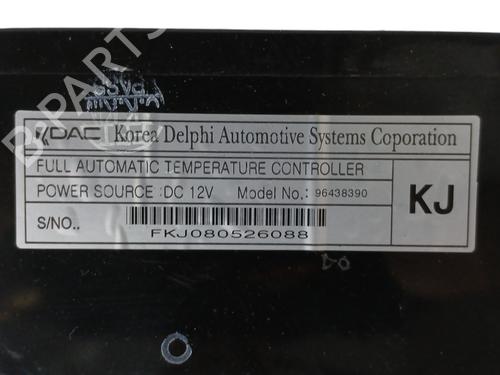 B-PARTS
KDAC Korea Delphi Automotive Systems Coporation
FULL AUTOMATIC TEMPERATURE CONTROLLER
POWER SOURCE :DC 12V Model No.: 96438390
KJ
S/NO..
FKJ080526088